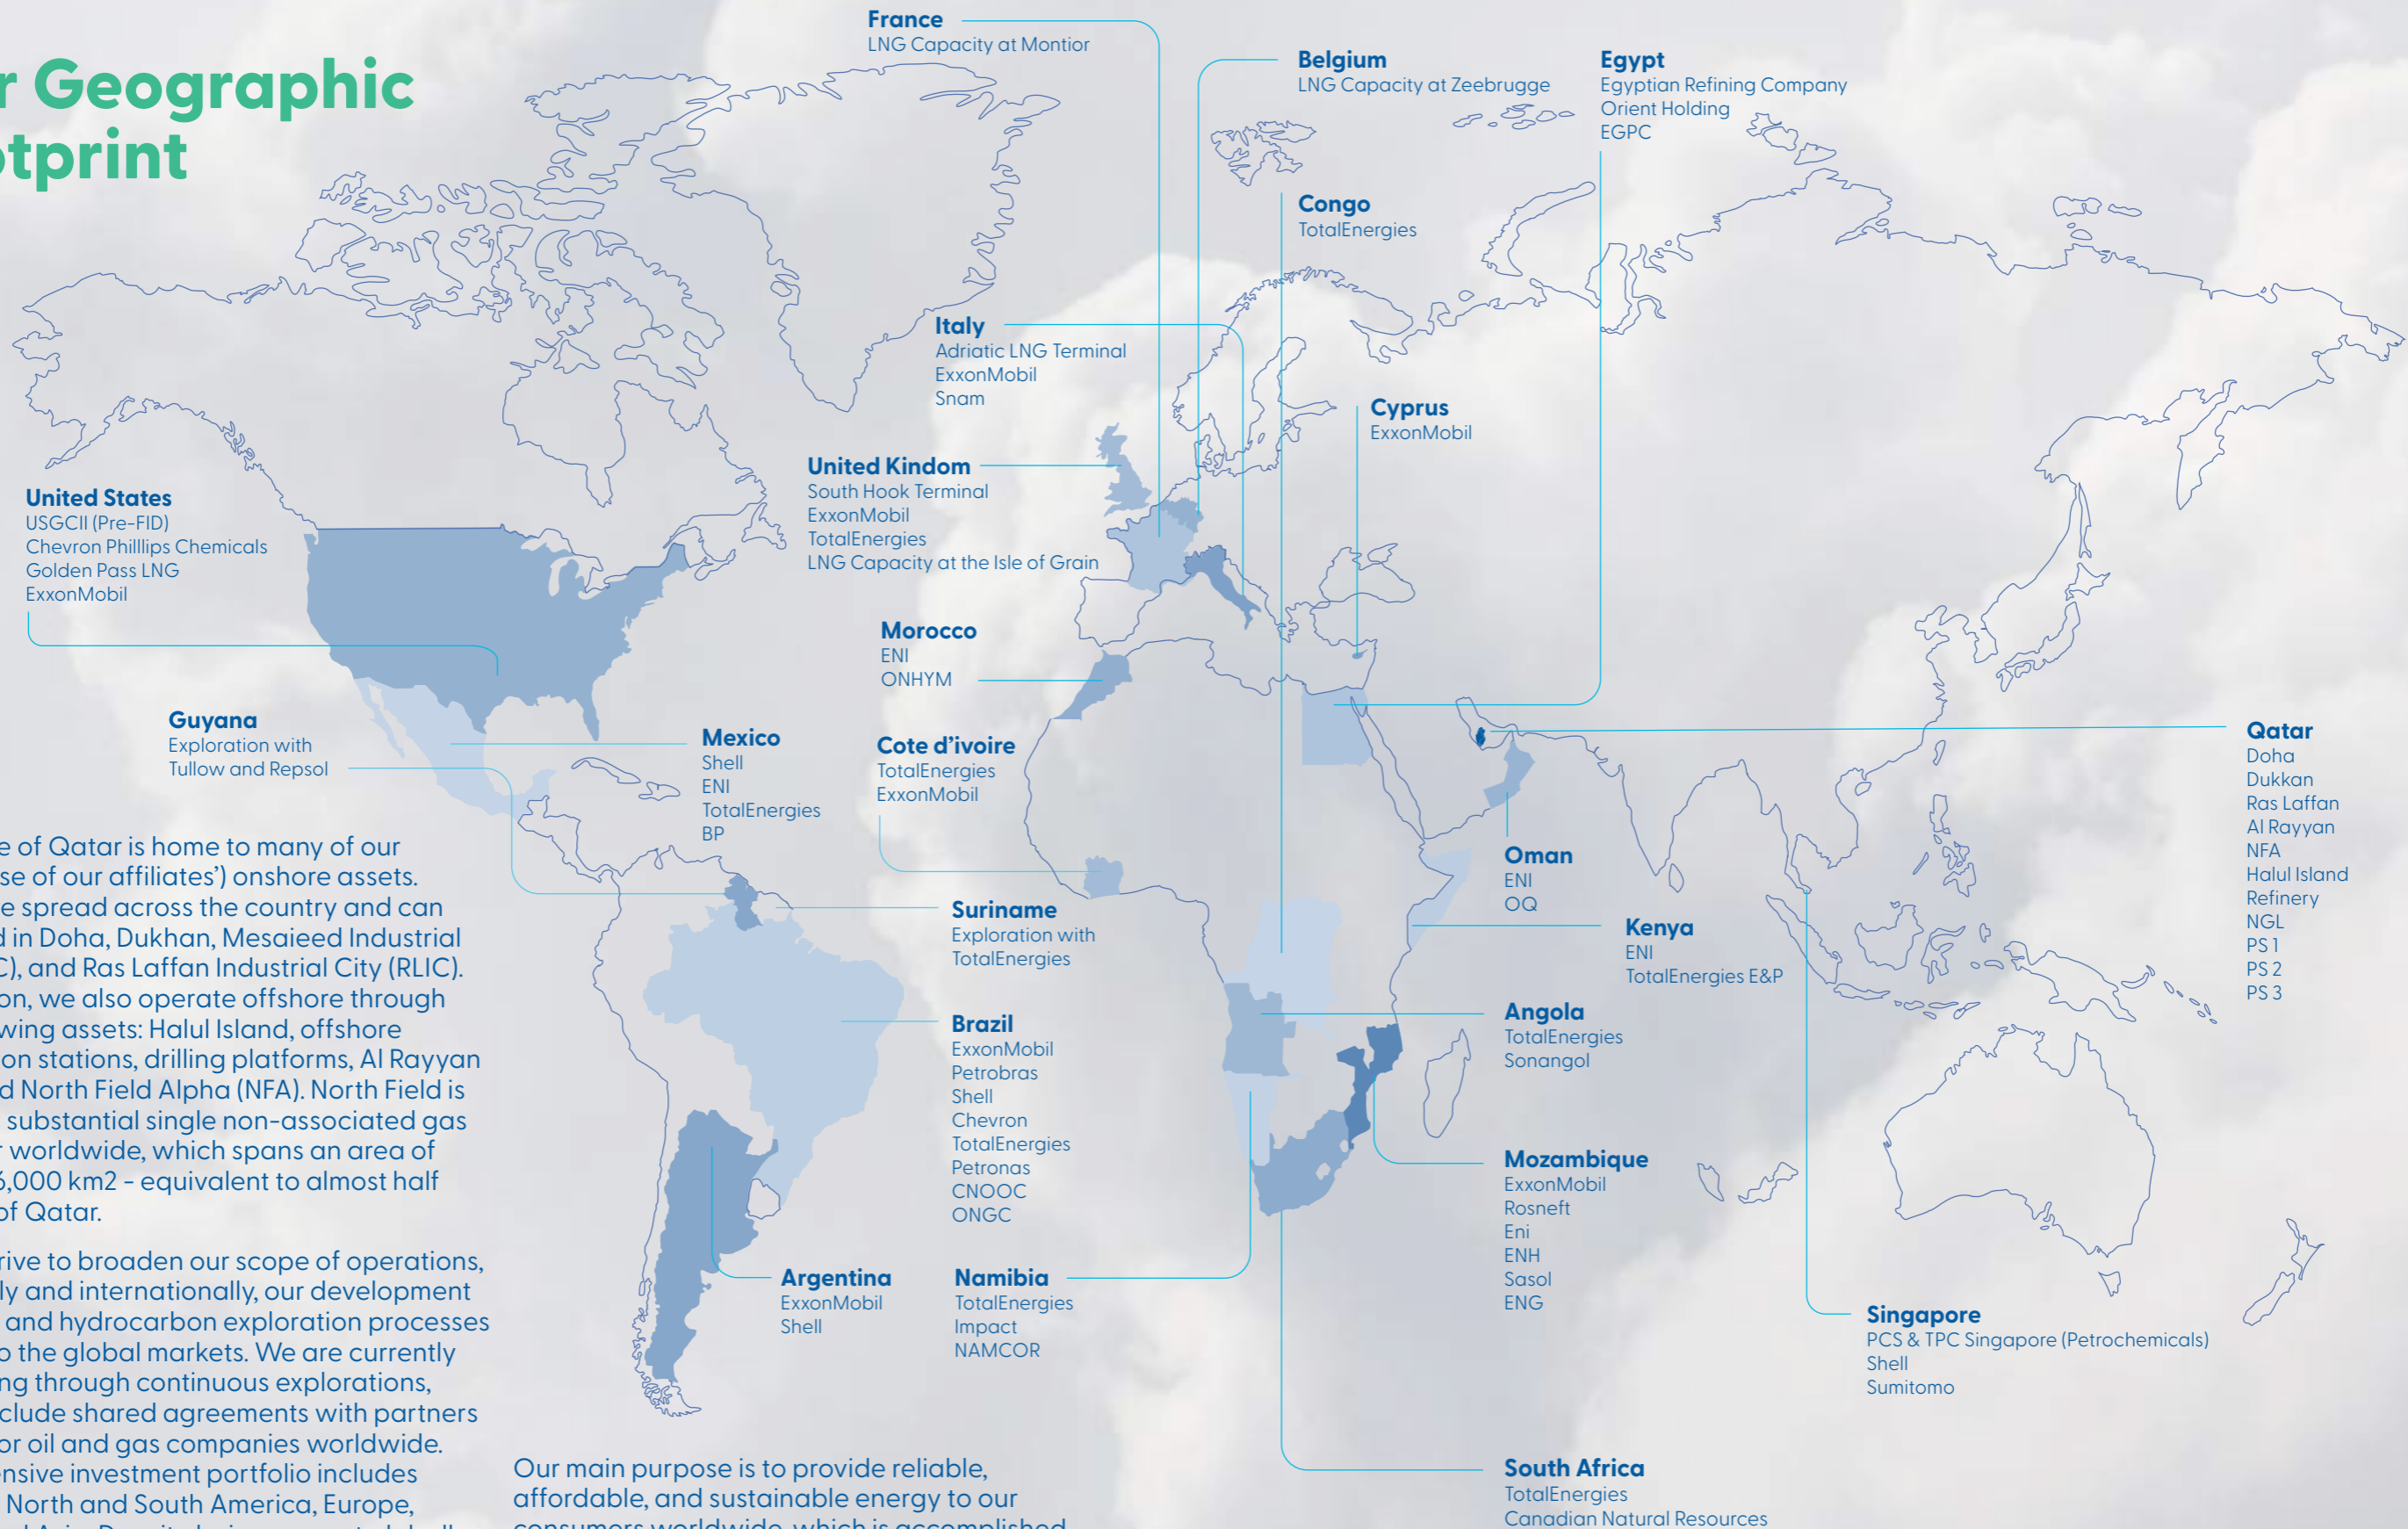 r Geographic
otprint
France
LNG Capacity at Montior
Belgium
LNG Capacity at Zeebrugge
Egypt
Egyptian Refining Company
Orient Holding
EGPC
Congo
TotalEnergies
Italy
Adriatic LNG Terminal
ExxonMobil
Snam
Cyprus
ExxonMobil
United Kindom
South Hook Terminal
ExxonMobil
TotalEnergies
LNG Capacity at the Isle of Grain
United States
USGCII (Pre-FID)
Chevron Philllips Chemicals
Golden Pass LNG
ExxonMobil
Morocco
ENI
ONHYM
Guyana
Exploration with
Tullow and Repsol
Mexico
Shell
ENI
TotalEnergies
BP
Cote d'ivoire
TotalEnergies
ExxonMobil
Qatar
Doha
Dukkan
Ras Laffan
Al Rayyan
NFA
Halul Island
Refinery
NGL
PS 1
PS 2
PS 3
Oman
ENI
OQ
Kenya
ENI
TotalEnergies E&P
Suriname
Exploration with
TotalEnergies
Angola
TotalEnergies
Sonangol
Brazil
ExxonMobil
Petrobras
Shell
Chevron
TotalEnergies
Petronas
CNOOC
ONGC
Mozambique
ExxonMobil
Rosneft
Eni
ENH
Sasol
ENG
Argentina
ExxonMobil
Shell
Namibia
TotalEnergies
Impact
NAMCOR
Singapore
PCS & TPC Singapore (Petrochemicals)
Shell
Sumitomo
South Africa
TotalEnergies
Canadian Natural Resources
e of Qatar is home to many of our
se of our affiliates') onshore assets.
e spread across the country and can
d in Doha, Dukhan, Mesaieed Industrial
C), and Ras Laffan Industrial City (RLIC).
on, we also operate offshore through
wing assets: Halul Island, offshore
on stations, drilling platforms, Al Rayyan
d North Field Alpha (NFA). North Field is
substantial single non-associated gas
r worldwide, which spans an area of
6,000 km2 - equivalent to almost half
of Qatar.
rive to broaden our scope of operations,
ly and internationally, our development
and hydrocarbon exploration processes
o the global markets. We are currently
ng through continuous explorations,
clude shared agreements with partners
or oil and gas companies worldwide.
ensive investment portfolio includes
North and South America, Europe,
Our main purpose is to provide reliable,
affordable, and sustainable energy to our
consumers worldwide, which is accomplished